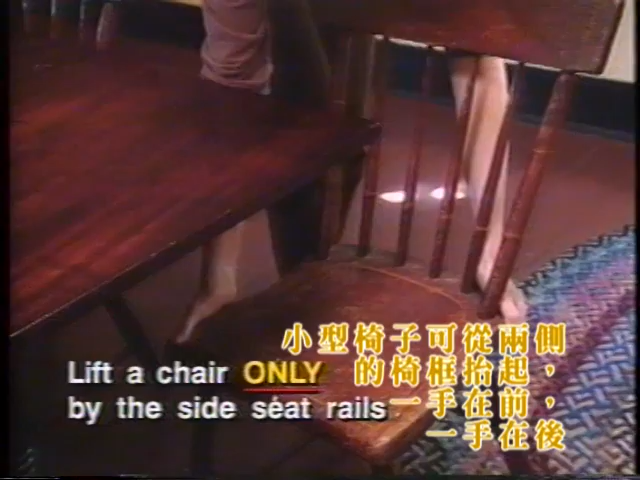 Lift a chair ONLY
by the side seat rails
小型椅子可從兩側
的椅框抬起，
一手在前，
一手在後